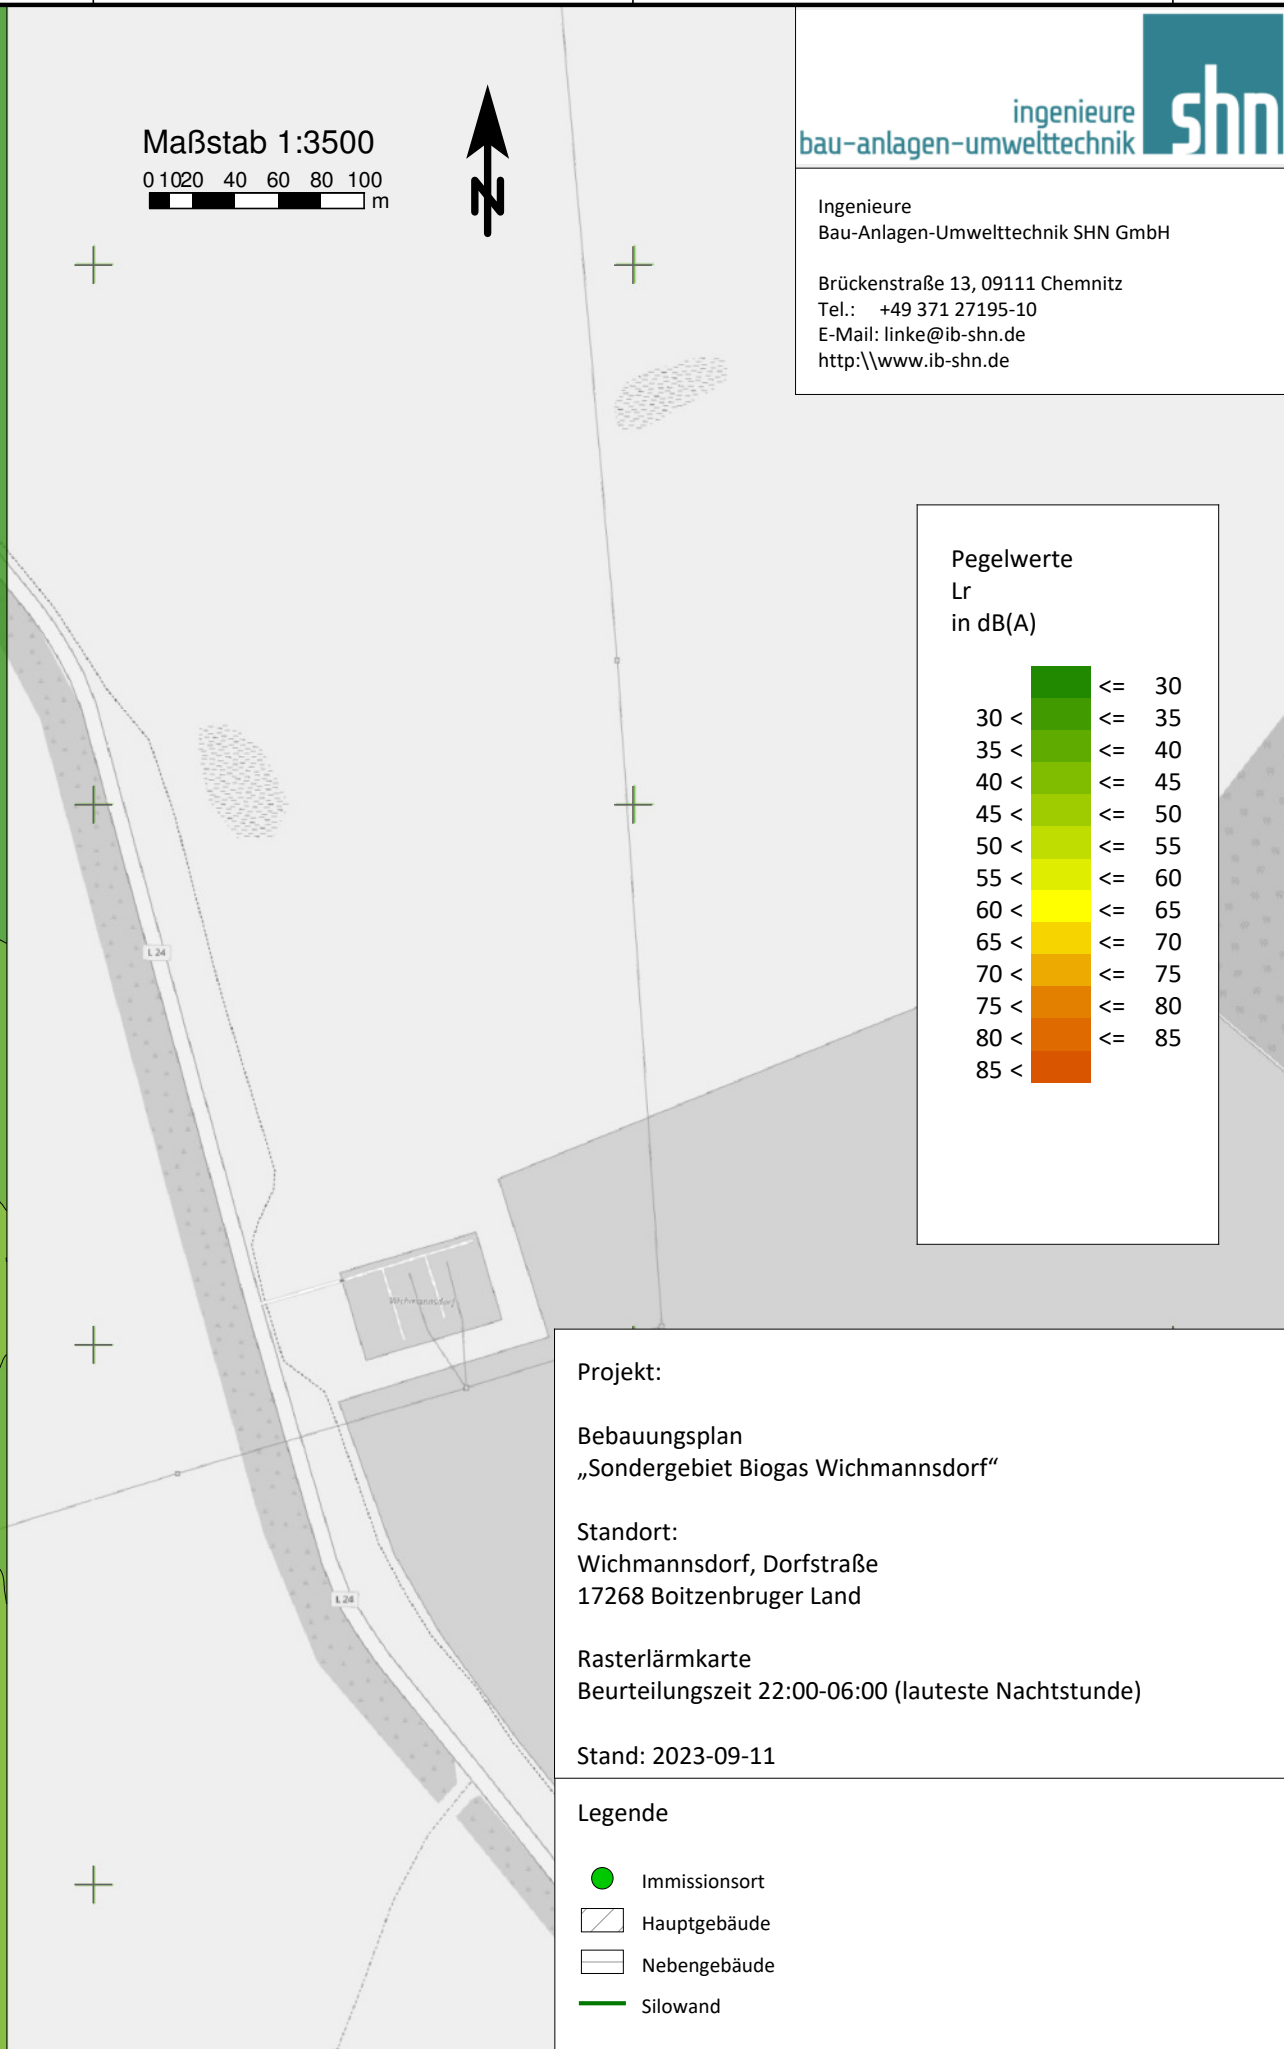 Maßstab 1:3500
0 10 20 40 60 80 100
m
N
ingenieure
bau-anlagen-umwelttechnik
shn
Ingenieure
Bau-Anlagen-Umwelttechnik SHN GmbH
Brückenstraße 13, 09111 Chemnitz
Tel.: +49 371 27195-10
E-Mail: linke@ib-shn.de
http:\\www.ib-shn.de
Pegelwerte
Lr
in dB(A)
<= 30
30 < <= 35
35 < <= 40
40 < <= 45
45 < <= 50
50 < <= 55
55 < <= 60
60 < <= 65
65 < <= 70
70 < <= 75
75 < <= 80
80 < <= 85
85 <
L 24
Wichmannsdorf
L 24
Projekt:
Bebauungsplan
„Sondergebiet Biogas Wichmannsdorf“
Standort:
Wichmannsdorf, Dorfstraße
17268 Boitzenbruger Land
Rasterlärmkarte
Beurteilungszeit 22:00-06:00 (lauteste Nachtstunde)
Stand: 2023-09-11
Legende
Immissionsort
Hauptgebäude
Nebengebäude
Silowand